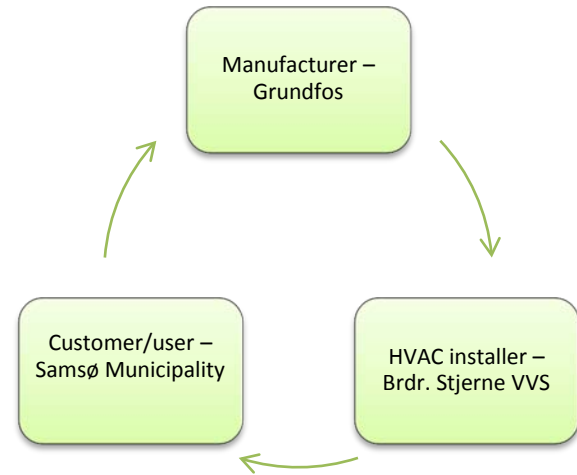 Manufacturer –
Grundfos
Customer/user –
Samsø Municipality
HVAC installer –
Brdr. Stjerne VVS